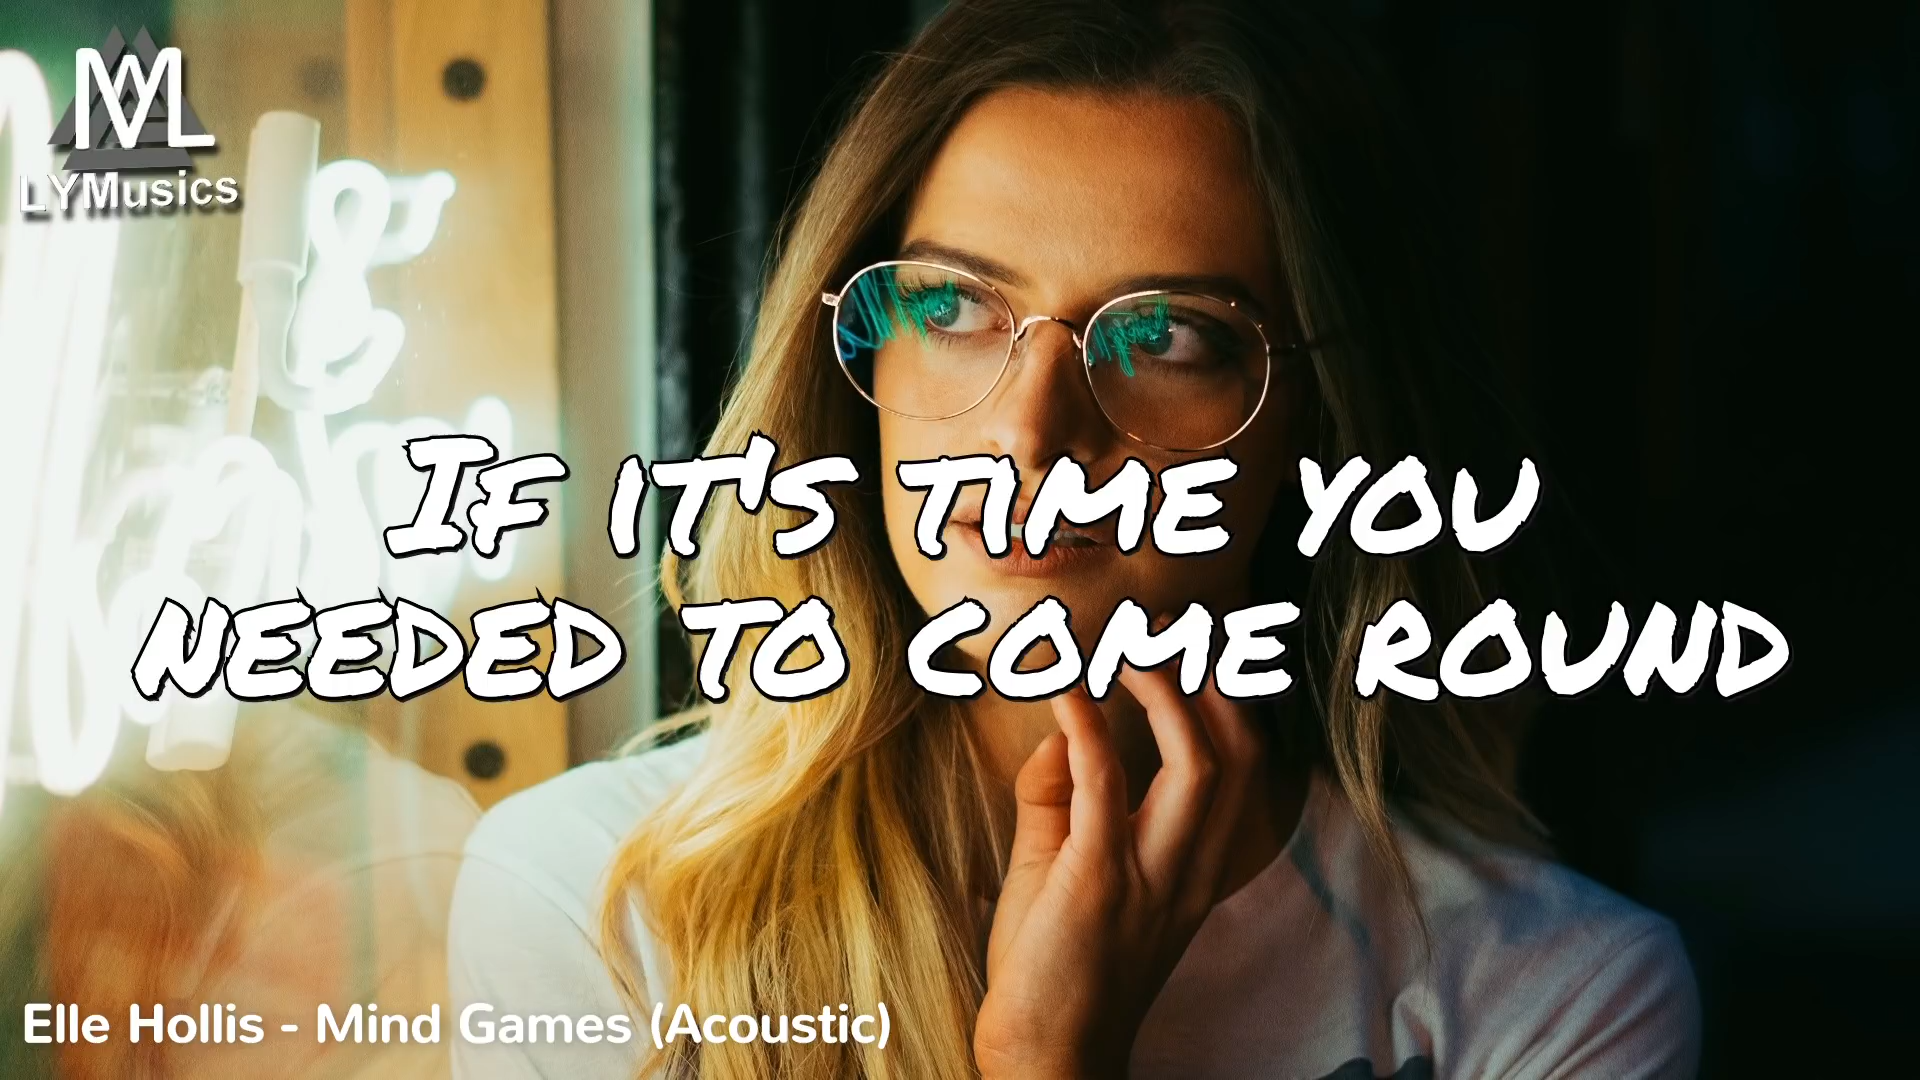 LYMusics
If it's time you
needed to come round
Elle Hollis - Mind Games (Acoustic)